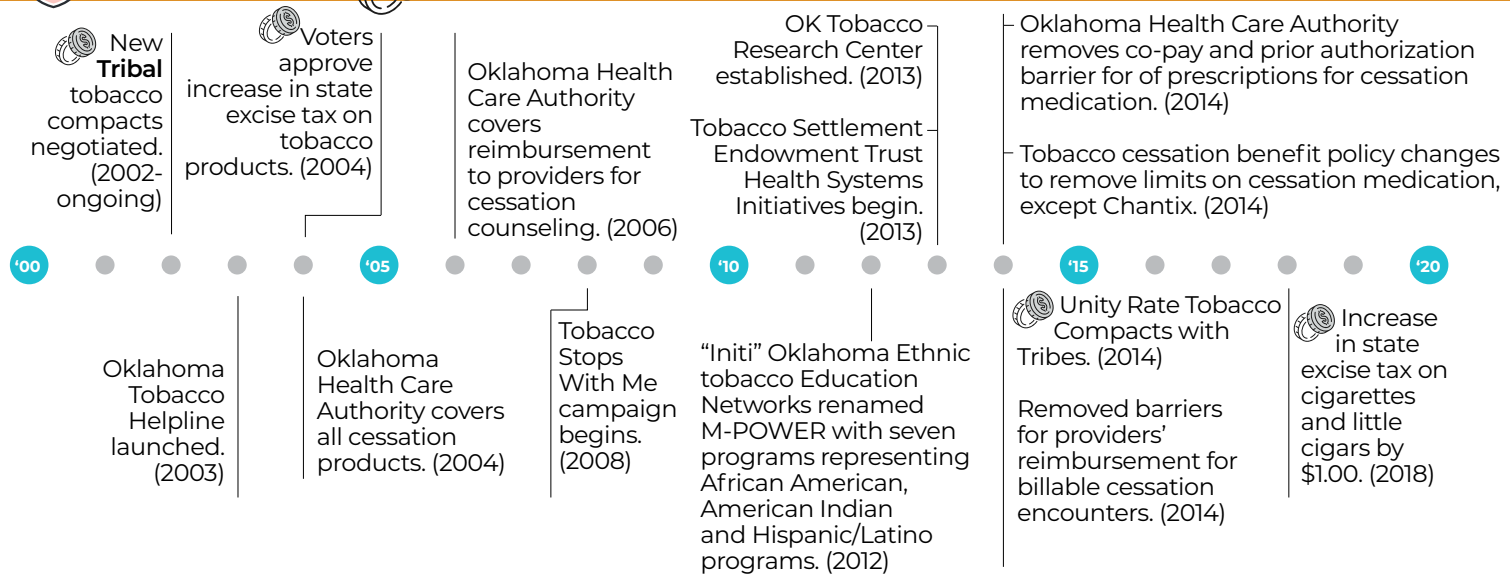 New
Tribal
tobacco
compacts
negotiated.
(2002-
ongoing)
Voters
approve
increase in state
excise tax on
tobacco
products. (2004)
Oklahoma Health
Care Authority
covers
reimbursement
to providers for
cessation
counseling. (2006)
OK Tobacco
Research Center
established. (2013)
Tobacco Settlement
Endowment Trust
Health Systems
Initiatives begin.
(2013)
Oklahoma Health Care Authority
removes co-pay and prior authorization
barrier for of prescriptions for cessation
medication. (2014)
Tobacco cessation benefit policy changes
to remove limits on cessation medication,
except Chantix. (2014)
‘00
‘05
‘10
‘15
‘20
Oklahoma
Tobacco
Helpline
launched.
(2003)
Oklahoma
Health Care
Authority covers
all cessation
products. (2004)
Tobacco
Stops
With Me
campaign
begins.
(2008)
“Initi” Oklahoma Ethnic
tobacco Education
Networks renamed
M-POWER with seven
programs representing
African American,
American Indian
and Hispanic/Latino
programs. (2012)
Unity Rate Tobacco
Compacts with
Tribes. (2014)
Removed barriers
for providers’
reimbursement for
billable cessation
encounters. (2014)
Increase
in state
excise tax on
cigarettes
and little
cigars by
$1.00. (2018)